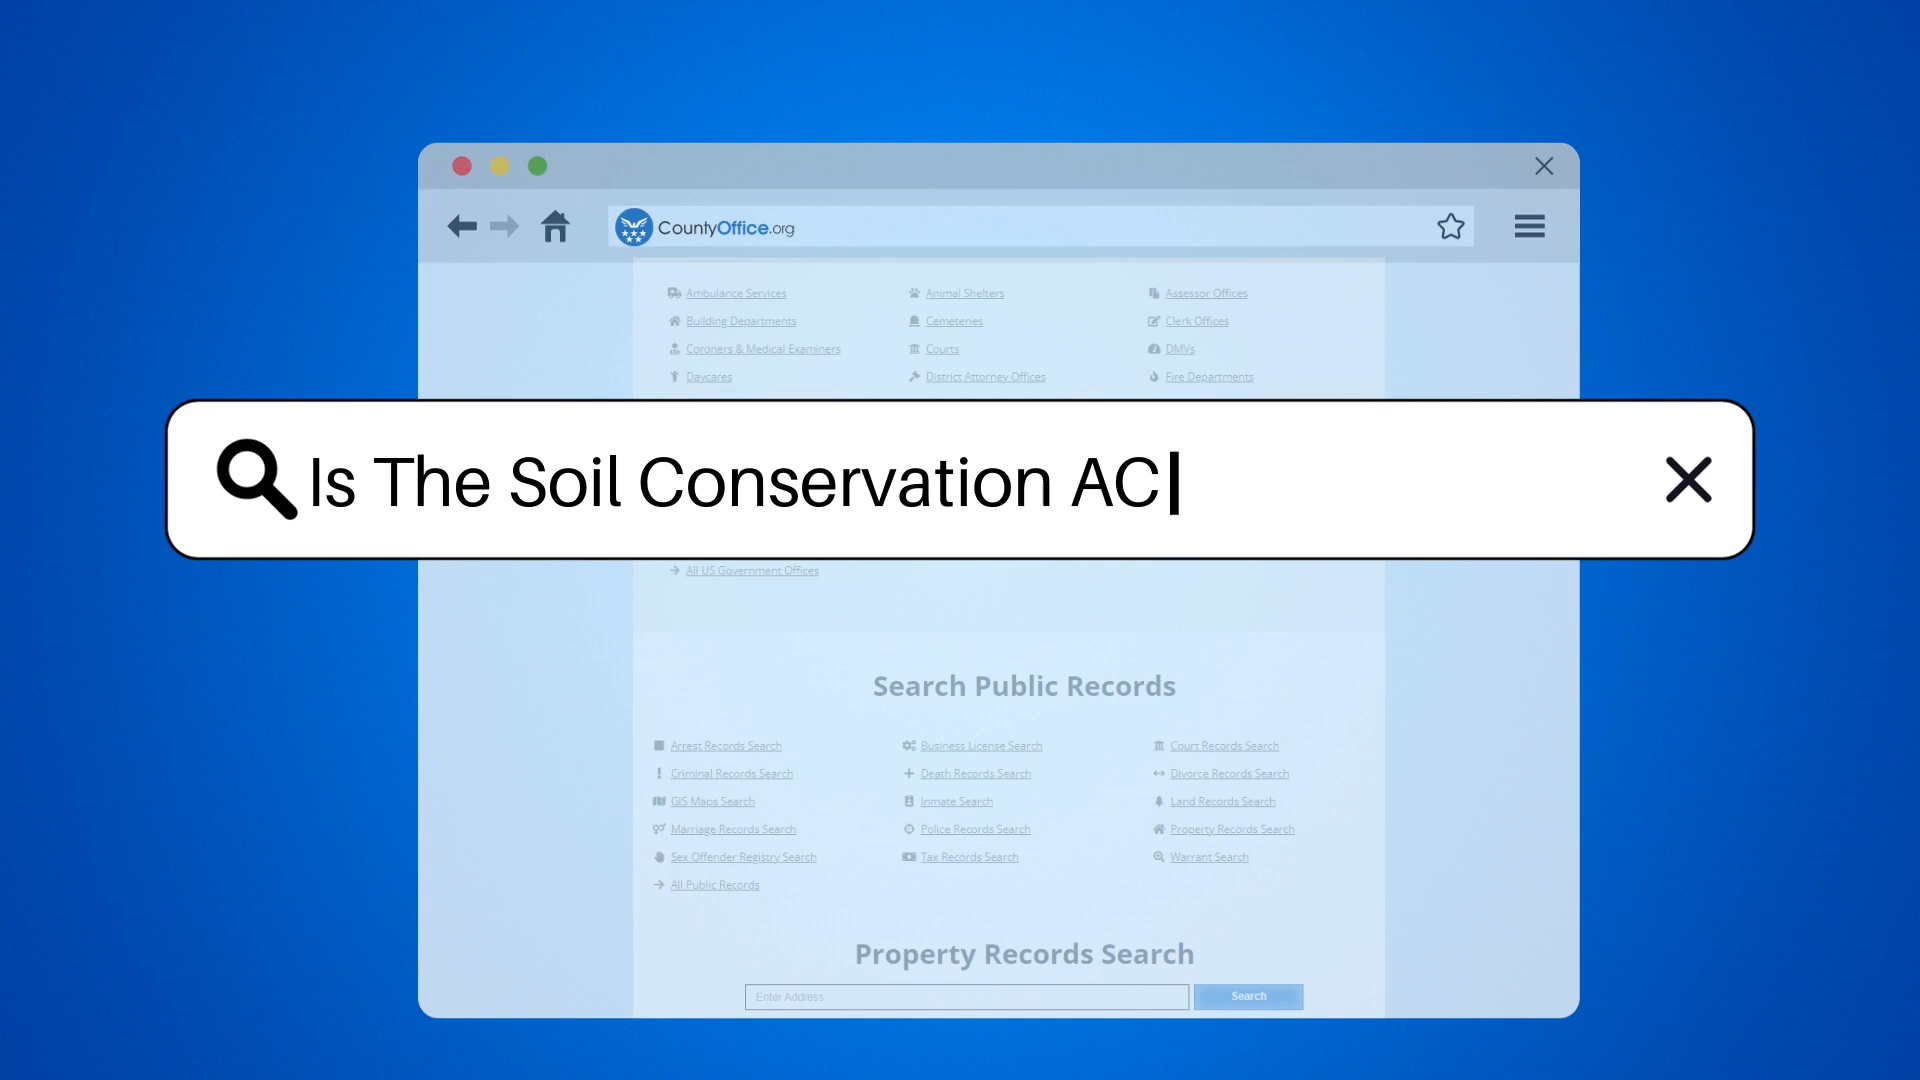 CountyOffice.org
Ambulance Services Animal Shelters Assessor Offices
Building Departments Cemeteries Clerk Offices
Coroners & Medical Examiners Courts DMVs
Daycares District Attorney Offices Fire Departments
Is The Soil Conservation AC
All US Government Offices
Search Public Records
Arrest Records Search Business License Search Court Records Search
Criminal Records Search Death Records Search Divorce Records Search
GIS Maps Search Inmate Search Land Records Search
Marriage Records Search Police Records Search Property Records Search
Sex Offender Registry Search Tax Records Search Warrant Search
All Public Records
Property Records Search
Enter Address Search